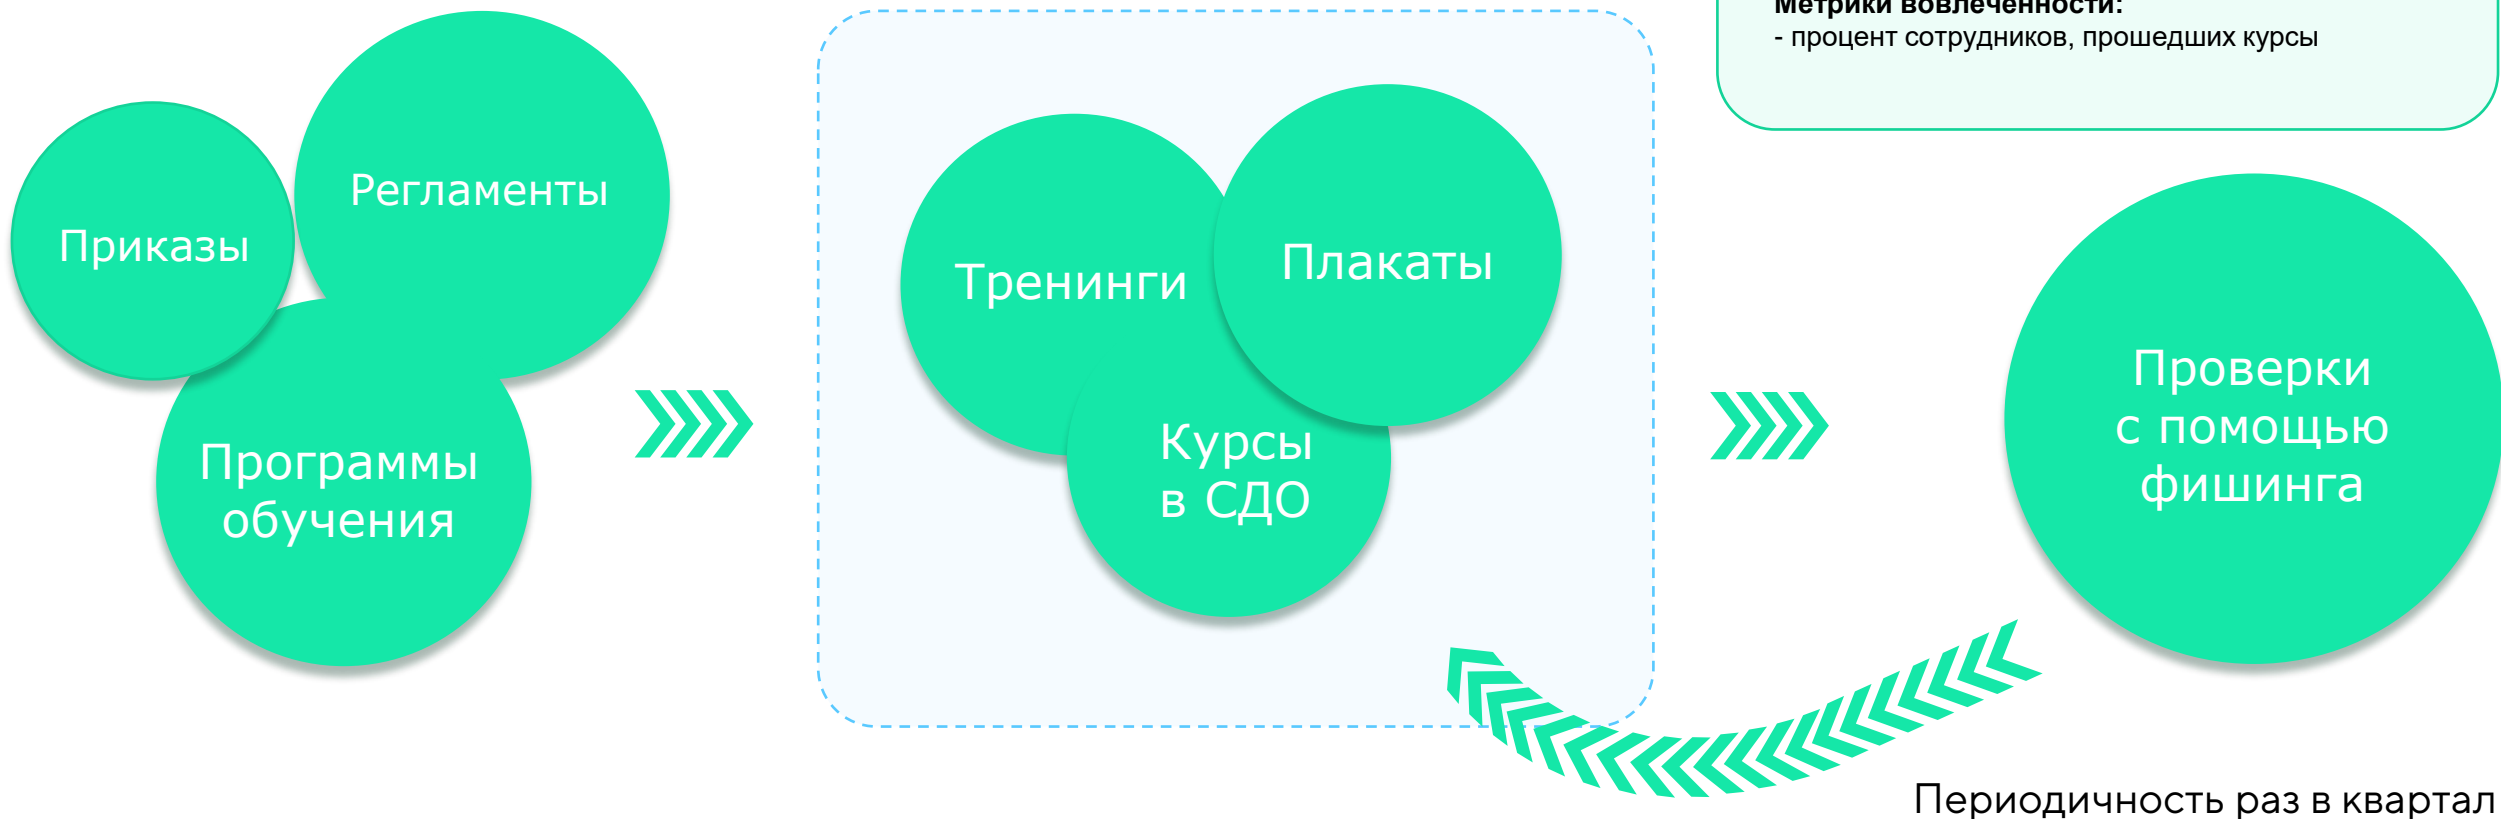 Метрики вовлеченности:
- процент сотрудников, прошедших курсы
Регламенты
Приказы
Программы
обучения
Тренинги
Плакаты
Курсы
в СДО
Проверки
с помощью
фишинга
Периодичность раз в квартал